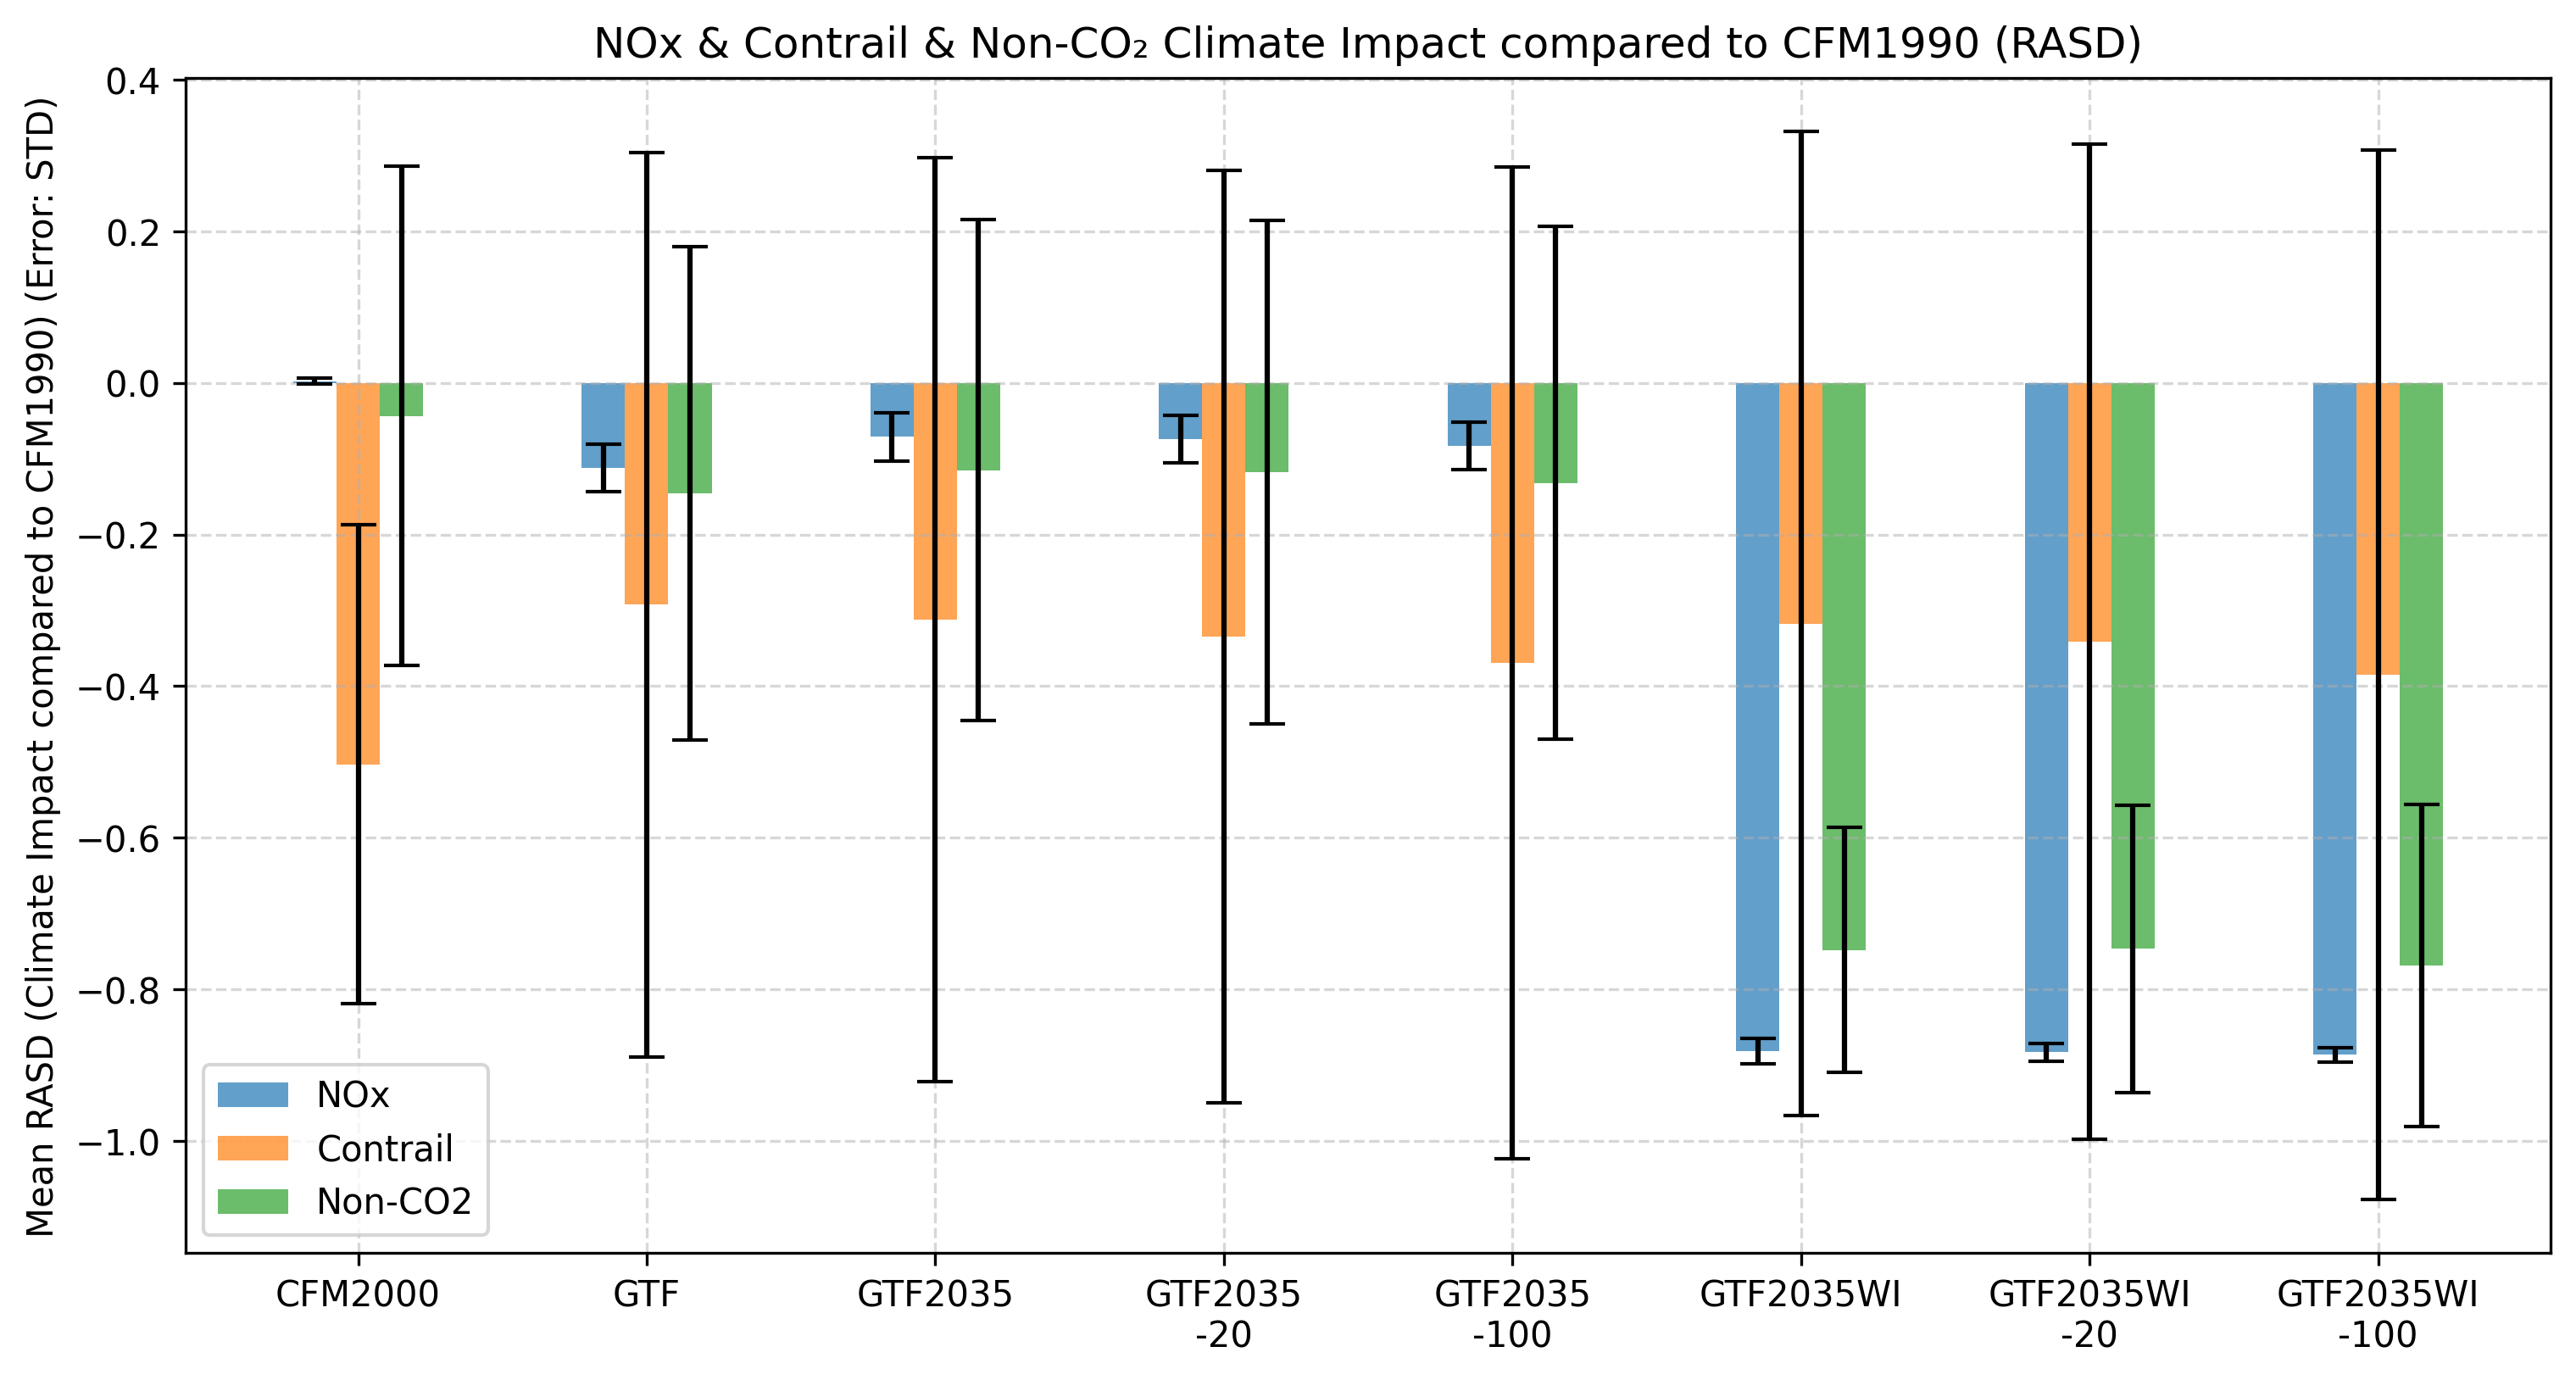 NOx & Contrail & Non-CO₂ Climate Impact compared to CFM1990 (RASD)
Mean RASD (Climate Impact compared to CFM1990) (Error: STD)
0.4
0.2
0.0
−0.2
−0.4
−0.6
−0.8
−1.0
NOx
Contrail
Non-CO2
CFM2000
GTF
GTF2035
GTF2035
-20
GTF2035
-100
GTF2035WI
GTF2035WI
-20
GTF2035WI
-100